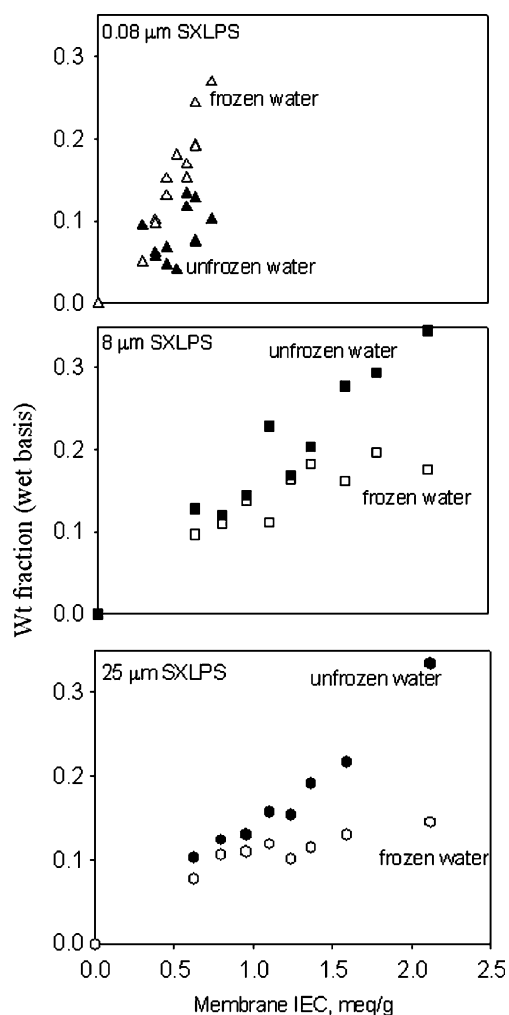 0.08 µm SXLPS
0.3
frozen water
0.2
0.1
unfrozen water
0.0
8 µm SXLPS
unfrozen water
0.3
0.2
frozen water
0.1
0.0
Wt fraction (wet basis)
25 µm SXLPS
unfrozen water
0.3
0.2
frozen water
0.1
0.0
0.0 0.5 1.0 1.5 2.0 2.5
Membrane IEC, meq/g